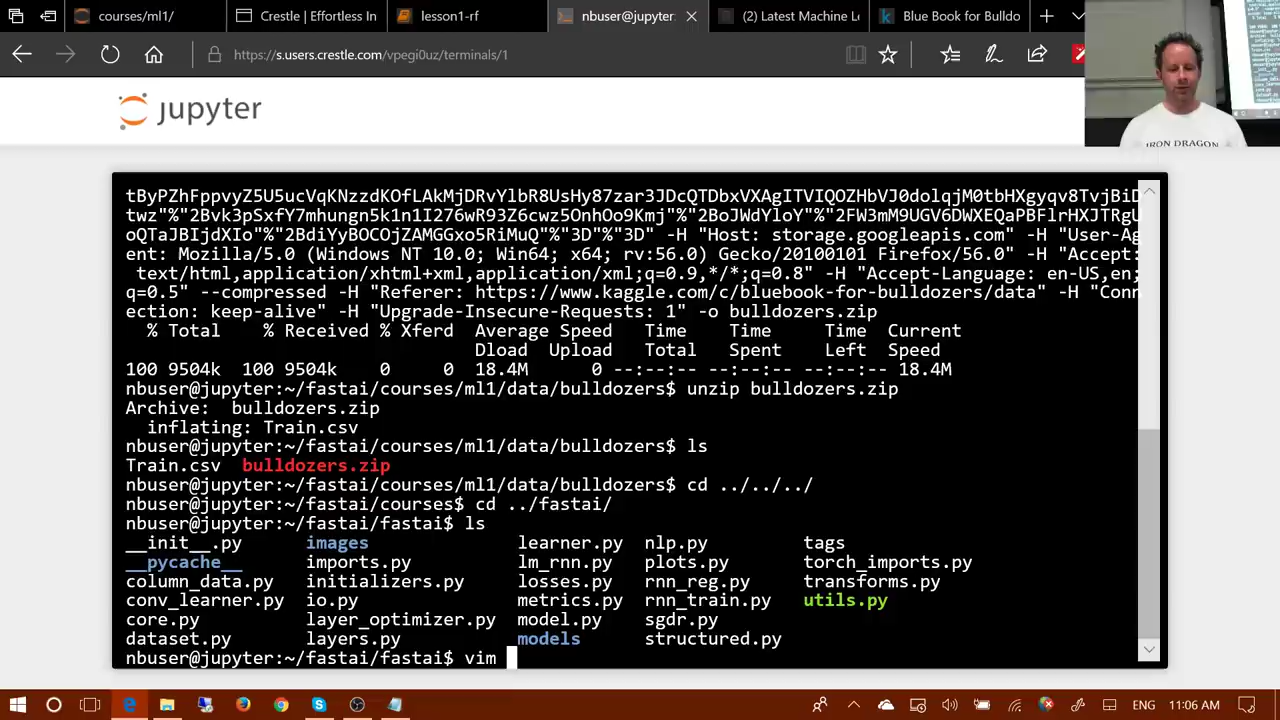 courses/ml1/
Crestle | Effortless In
lesson1-rf
nbuser@jupyter:
(2) Latest Machine L
Blue Book for Bulldo
https://s.users.crestle.com/vpegi0uz/terminals/1
jupyter
IRON DRAGON
tByPZhFppvyZ5U5ucVqKNzzdKOfLAkMjDRvYlbR8UsHy87zar3JDcQTDbxVXAgITVIQOZHbVJ0dolqjM0tbHXgyqv8TvjBiD
twz"%"2Bvk3pSxfY7mhungn5k1n1I276wR93Z6cwz5OnhOo9Kmj"%"2BoJWdYloY"%"2FW3mM9UGV6DWXEQaPBFlrHXJTRgU
oQTaJBIjdXIo"%"2BdiYyBOCOjZAMGGxo5RiMuQ"%"3D"%"3D" -H "Host: storage.googleapis.com" -H "User-Ag
ent: Mozilla/5.0 (Windows NT 10.0; Win64; x64; rv:56.0) Gecko/20100101 Firefox/56.0" -H "Accept:
text/html,application/xhtml+xml,application/xml;q=0.9,*/*;q=0.8" -H "Accept-Language: en-US,en;
q=0.5" --compressed -H "Referer: https://www.kaggle.com/c/bluebook-for-bulldozers/data" -H "Conn
ection: keep-alive" -H "Upgrade-Insecure-Requests: 1" -o bulldozers.zip
% Total % Received % Xferd Average Speed Time Time Time Current
Dload Upload Total Spent Left Speed
100 9504k 100 9504k 0 0 18.4M 0 --:--:-- --:--:-- --:--:-- 18.4M
nbuser@jupyter:~/fastai/courses/ml1/data/bulldozers$ unzip bulldozers.zip
Archive: bulldozers.zip
inflating: Train.csv
nbuser@jupyter:~/fastai/courses/ml1/data/bulldozers$ ls
Train.csv bulldozers.zip
nbuser@jupyter:~/fastai/courses/ml1/data/bulldozers$ cd ../../../
nbuser@jupyter:~/fastai/courses$ cd ../fastai/
nbuser@jupyter:~/fastai/fastai$ ls
__init__.py images learner.py nlp.py tags
__pycache__ imports.py lm_rnn.py plots.py torch_imports.py
column_data.py initializers.py losses.py rnn_reg.py transforms.py
conv_learner.py io.py metrics.py rnn_train.py utils.py
core.py layer_optimizer.py model.py sgdr.py
dataset.py layers.py models structured.py
nbuser@jupyter:~/fastai/fastai$ vim
ENG 11:06 AM